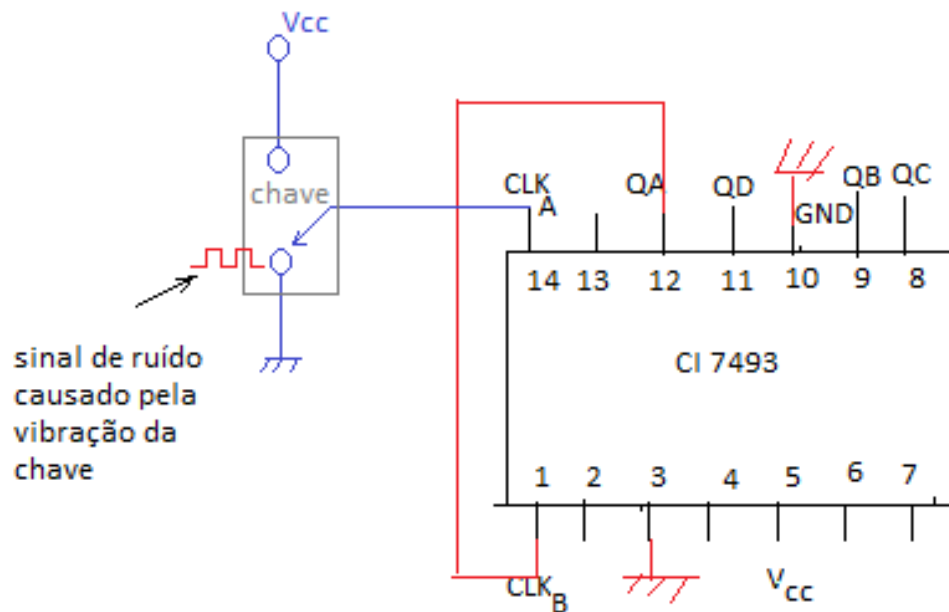 Vcc
chave
CLK
A
QA
QD
GND
QB
QC
14 13 12 11 10 9 8
CI 7493
sinal de ruído
causado pela
vibração da
chave
1 2 3 4 5 6 7
CLK B
Vcc